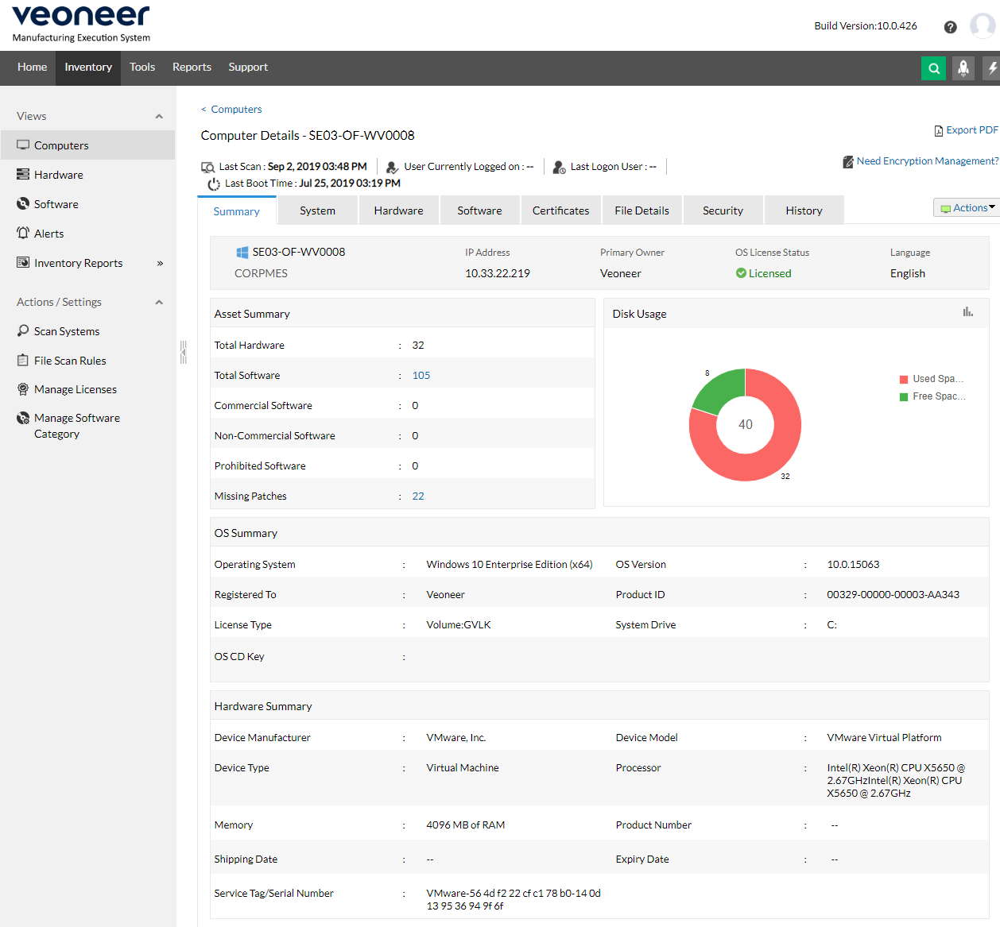 veoneer
Manufacturing Execution System
Build Version:10.0.426
Home Inventory Tools Reports Support
Views
Computers
Hardware
Software
Alerts
Inventory Reports »
Actions / Settings
Scan Systems
File Scan Rules
Manage Licenses
Manage Software
Category
< Computers
Computer Details - SE03-OF-WV0008
Export PDF
Last Scan : Sep 2, 2019 03:48 PM User Currently Logged on : -- Last Logon User : --
Need Encryption Management?
Last Boot Time : Jul 25, 2019 03:19 PM
Summary System Hardware Software Certificates File Details Security History
Actions
SE03-OF-WV0008 IP Address Primary Owner OS License Status Language
CORPMES 10.33.22.219 Veoneer Licensed English
Asset Summary
Total Hardware : 32
Total Software : 105
Commercial Software : 0
Non-Commercial Software : 0
Prohibited Software : 0
Missing Patches : 22
Disk Usage
8
40
32
Used Spa...
Free Spac...
OS Summary
Operating System : Windows 10 Enterprise Edition (x64) OS Version : 10.0.15063
Registered To : Veoneer Product ID : 00329-00000-00003-AA343
License Type : Volume:GVLK System Drive : C:
OS CD Key :
Hardware Summary
Device Manufacturer : VMware, Inc. Device Model : VMware Virtual Platform
Device Type : Virtual Machine Processor : Intel(R) Xeon(R) CPU X5650 @
2.67GHzIntel(R) Xeon(R) CPU
X5650 @ 2.67GHz
Memory : 4096 MB of RAM Product Number : --
Shipping Date : -- Expiry Date : --
Service Tag/Serial Number : VMware-56 4d f2 22 cf c1 78 b0-14 0d
13 95 36 94 9f 6f